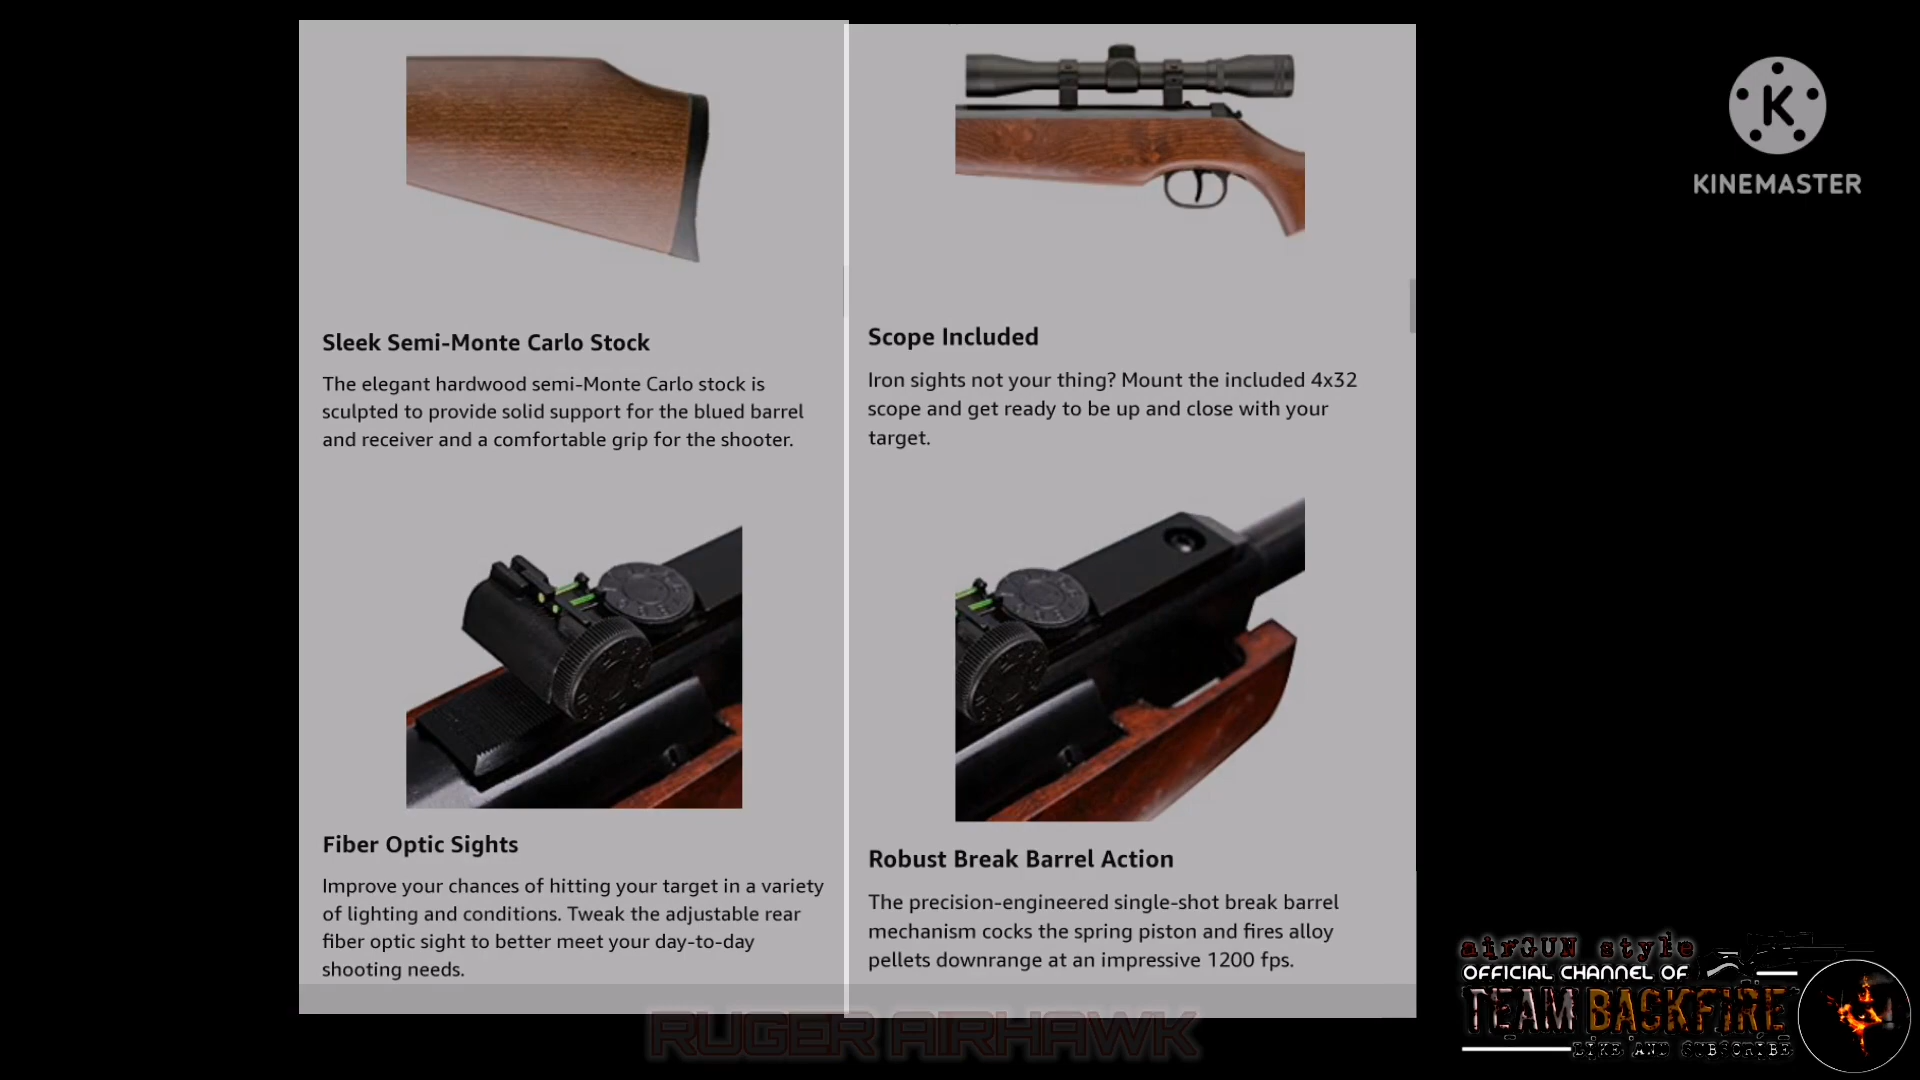 Sleek Semi-Monte Carlo Stock
The elegant hardwood semi-Monte Carlo stock is
sculpted to provide solid support for the blued barrel
and receiver and a comfortable grip for the shooter.
Scope Included
Iron sights not your thing? Mount the included 4x32
scope and get ready to be up and close with your
target.
Fiber Optic Sights
Improve your chances of hitting your target in a variety
of lighting and conditions. Tweak the adjustable rear
fiber optic sight to better meet your day-to-day
shooting needs.
Robust Break Barrel Action
The precision-engineered single-shot break barrel
mechanism cocks the spring piston and fires alloy
pellets downrange at an impressive 1200 fps.
RUGER AIRHAWK
K
KINEMASTER
airGUN style
OFFICIAL CHANNEL OF
TEAM BACKFIRE
LIKE AND SUBSCRIBE